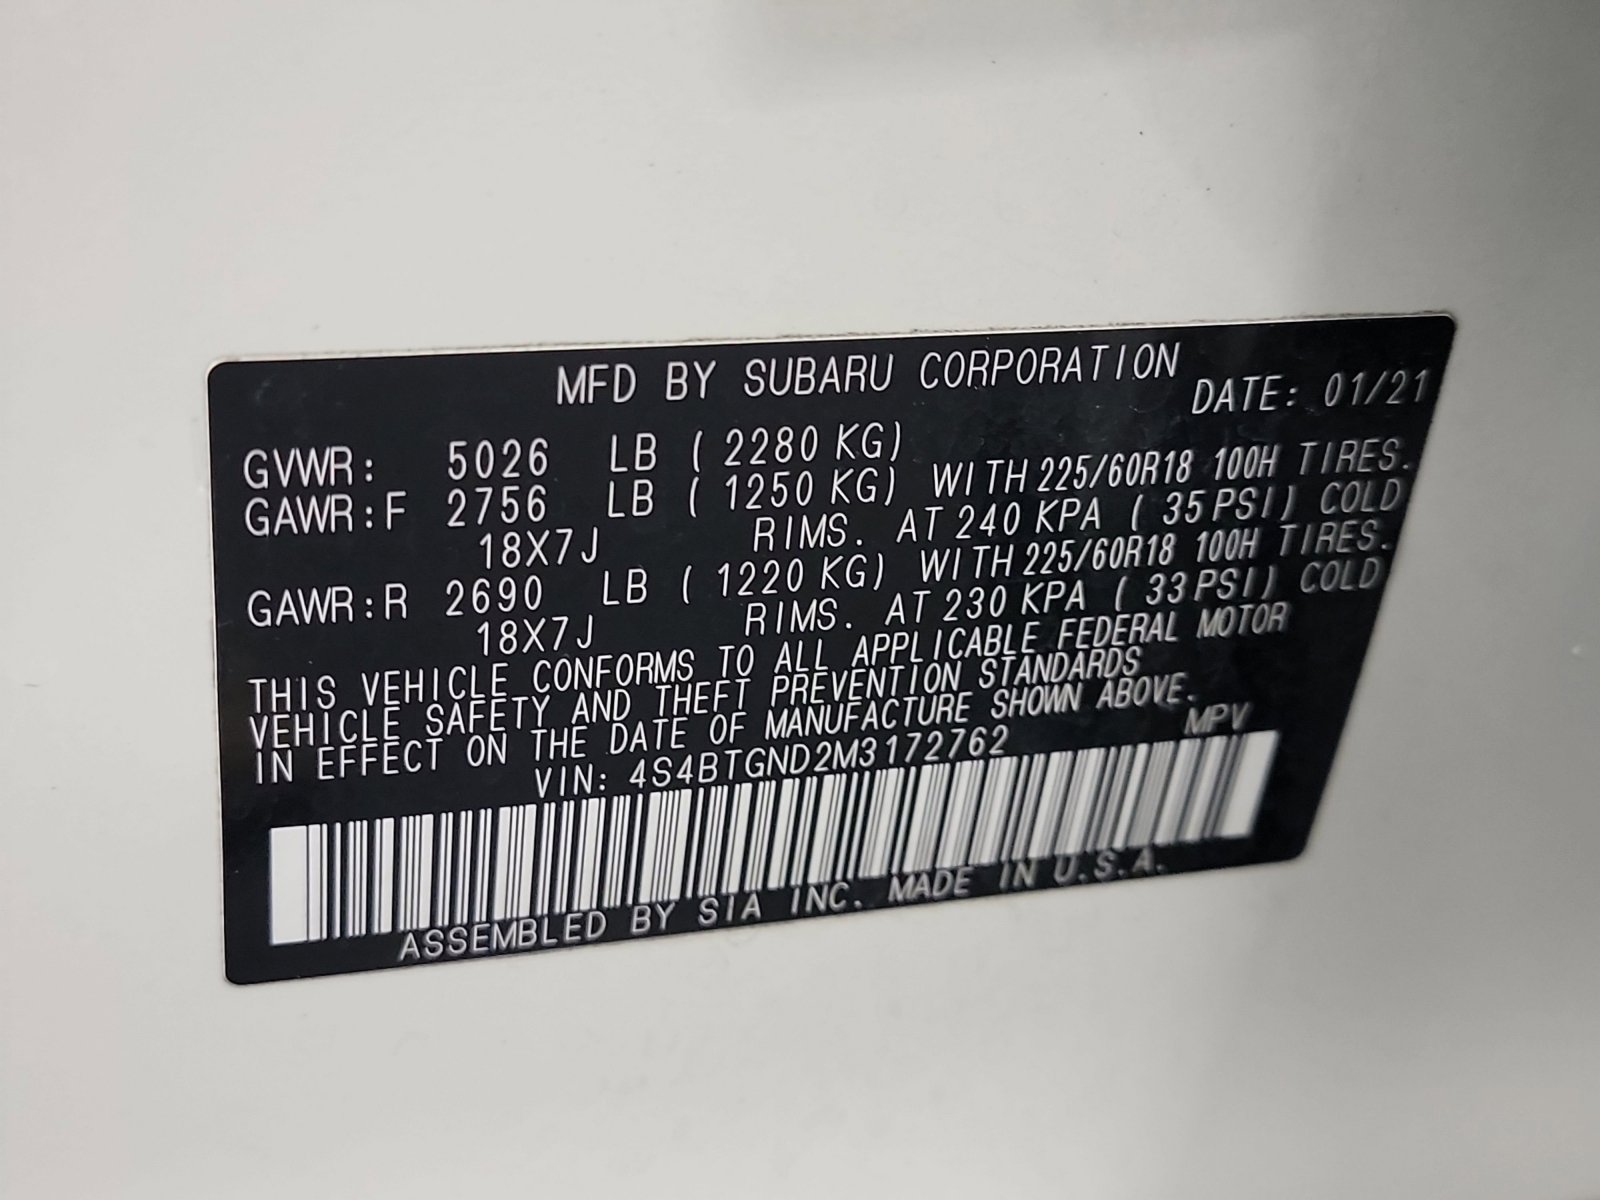 MFD BY SUBARU CORPORATION
DATE: 01/21
GVWR: 5026 LB ( 2280 KG)
GAWR:F 2756 LB ( 1250 KG) WITH 225/60R18 100H TIRES.
18X7J RIMS. AT 240 KPA ( 35 PSI) COLD
GAWR:R 2690 LB ( 1220 KG) WITH 225/60R18 100H TIRES.
18X7J RIMS. AT 230 KPA ( 33 PSI) COLD
THIS VEHICLE CONFORMS TO ALL APPLICABLE FEDERAL MOTOR
VEHICLE SAFETY AND THEFT PREVENTION STANDARDS
IN EFFECT ON THE DATE OF MANUFACTURE SHOWN ABOVE.
VIN: 4S4BTGND2M3172762 MPV
ASSEMBLED BY SIA INC. MADE IN U.S.A.